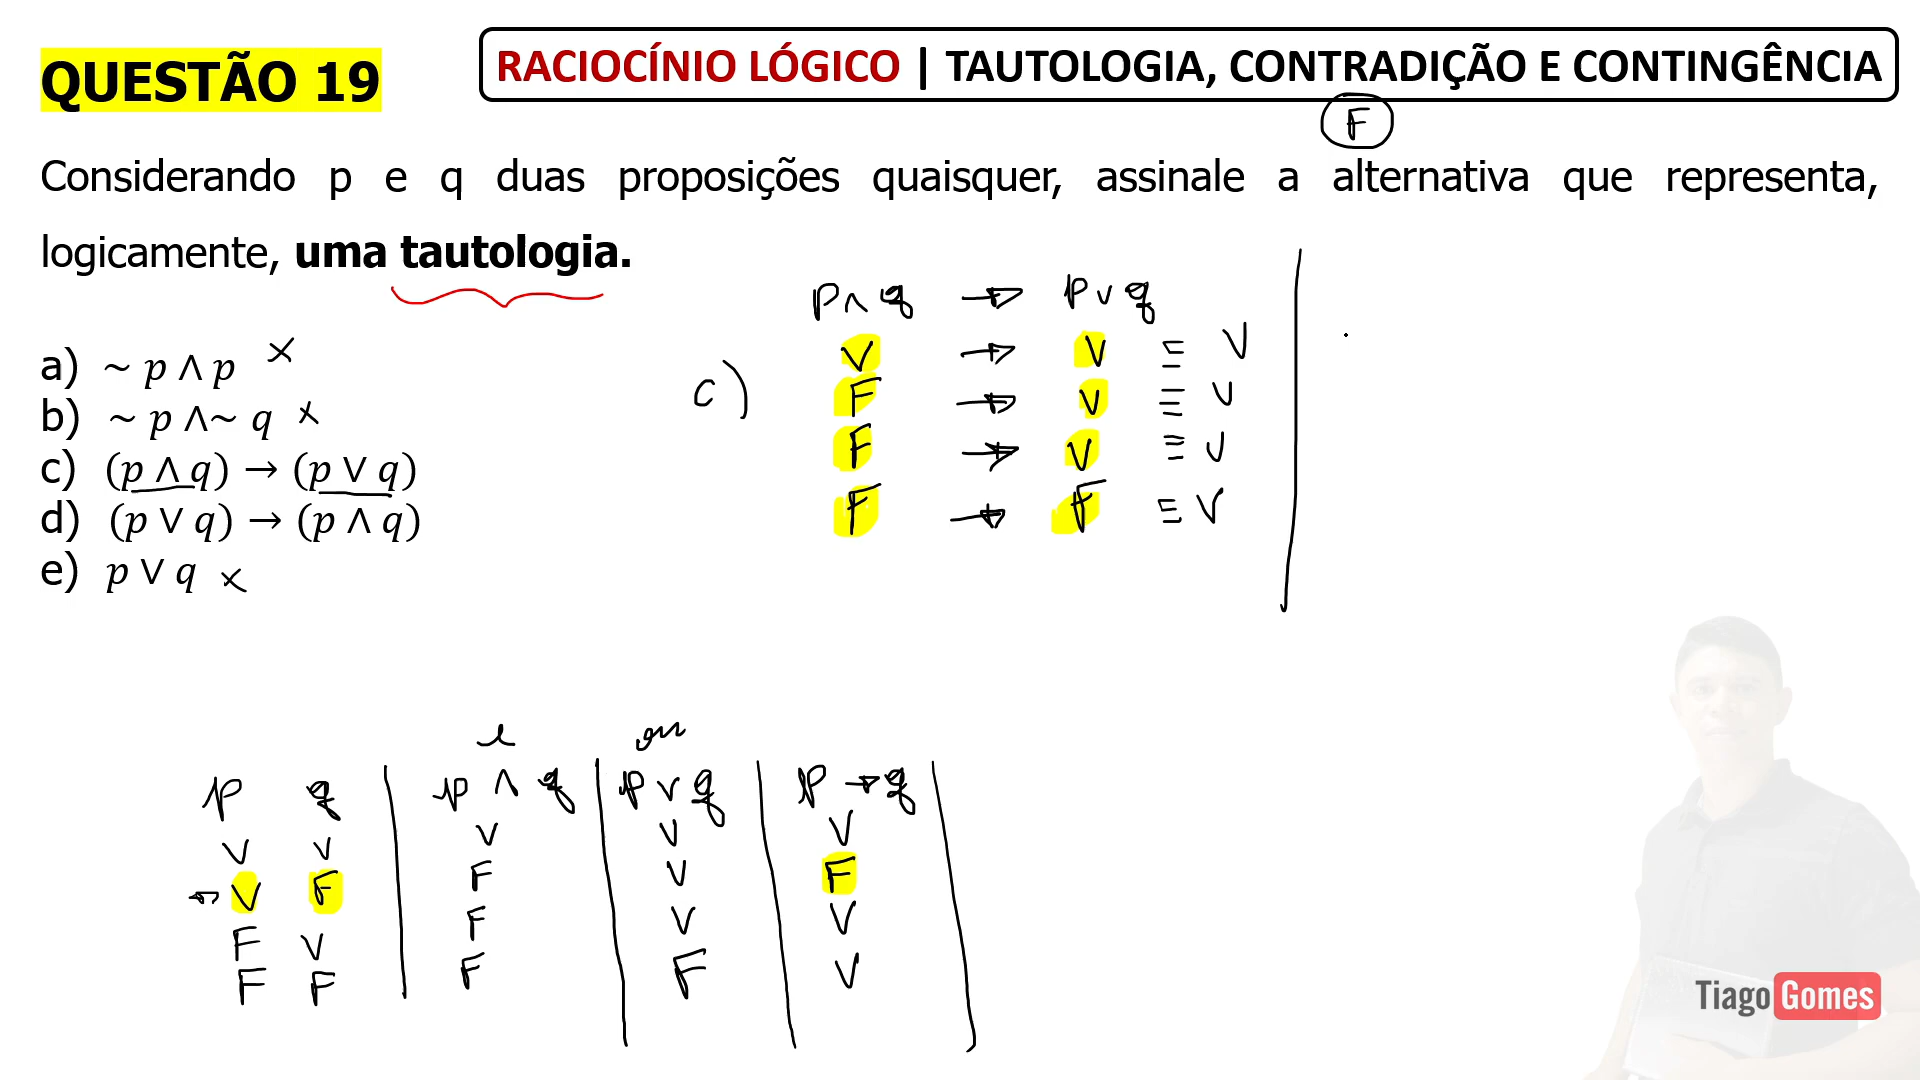 QUESTÃO 19
RACIOCÍNIO LÓGICO | TAUTOLOGIA, CONTRADIÇÃO E CONTINGÊNCIA
F
Considerando p e q duas proposições quaisquer, assinale a alternativa que representa,
logicamente, uma tautologia.
a) ~ p ∧ p x
b) ~ p ∧~ q x
c) (p ∧ q) → (p ∨ q)
d) (p ∨ q) → (p ∧ q)
e) p ∨ q x
c)
p ∧ q → p ∨ q
V → V ≡ V
F → V ≡ V
F → V ≡ V
F → F ≡ V
e ou
p q | p ∧ q | p ∨ q | p → q |
V V | V | V | V
→ V F | F | V | F
F V | F | V | V
F F | F | F | V
Tiago Gomes